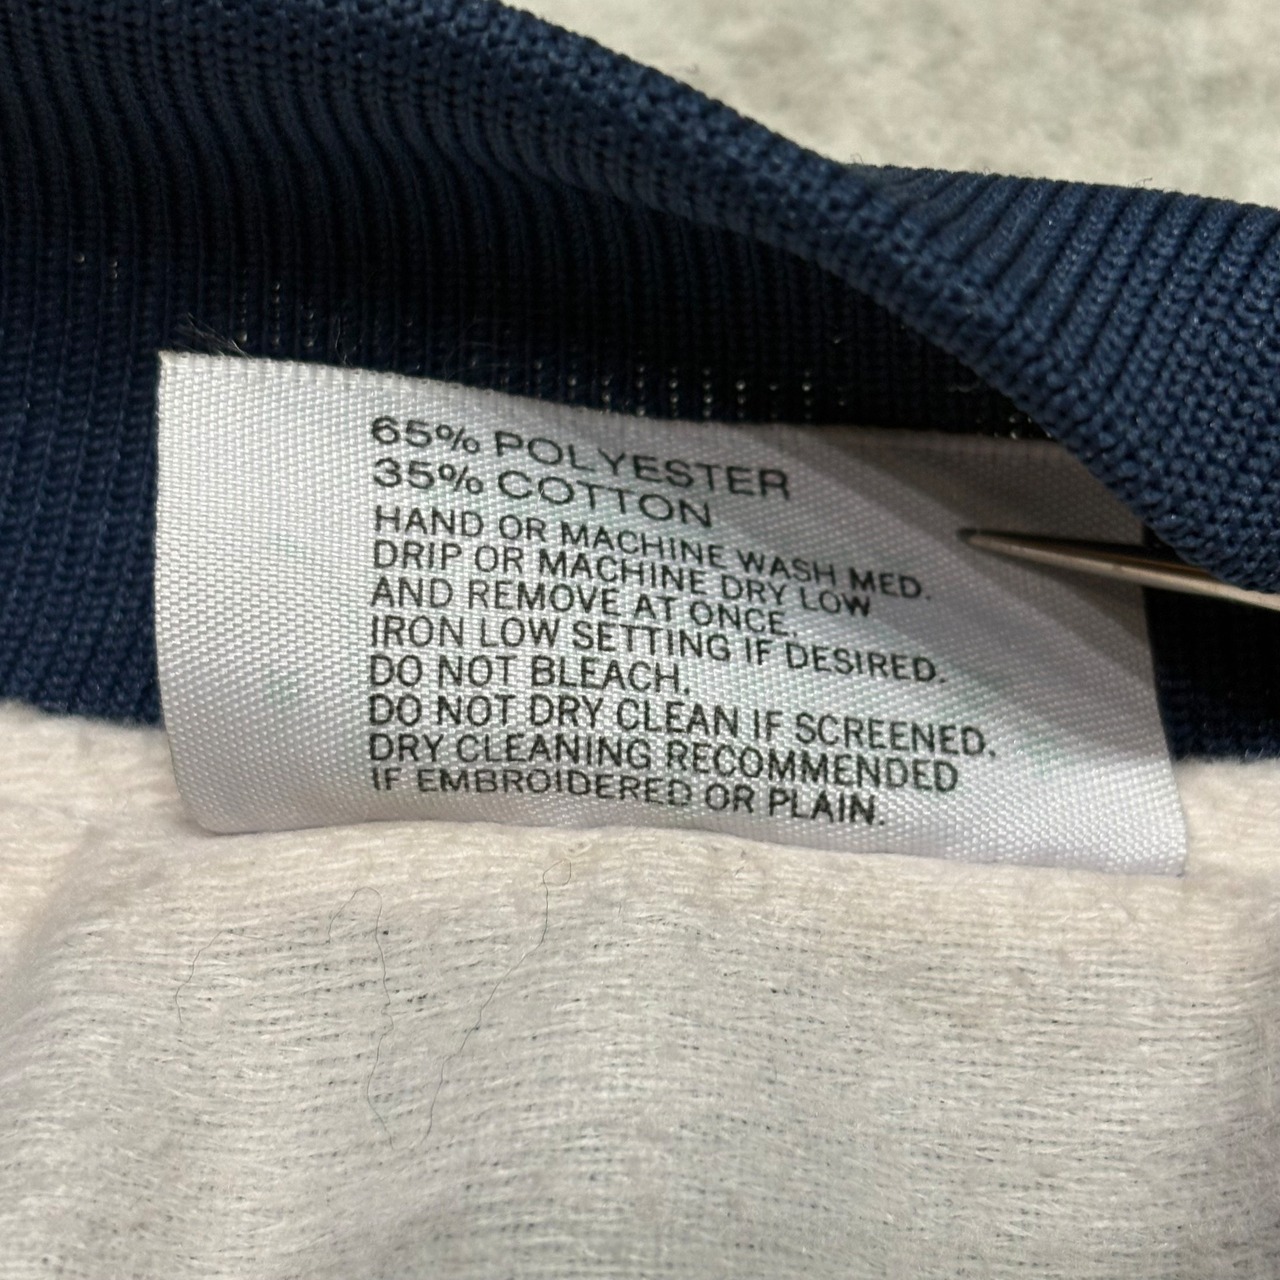 65% POLYESTER
35% COTTON
HAND OR MACHINE WASH MED.
DRIP OR MACHINE DRY LOW
AND REMOVE AT ONCE.
IRON LOW SETTING IF DESIRED.
DO NOT BLEACH.
DO NOT DRY CLEAN IF SCREENED.
DRY CLEANING RECOMMENDED
IF EMBROIDERED OR PLAIN.